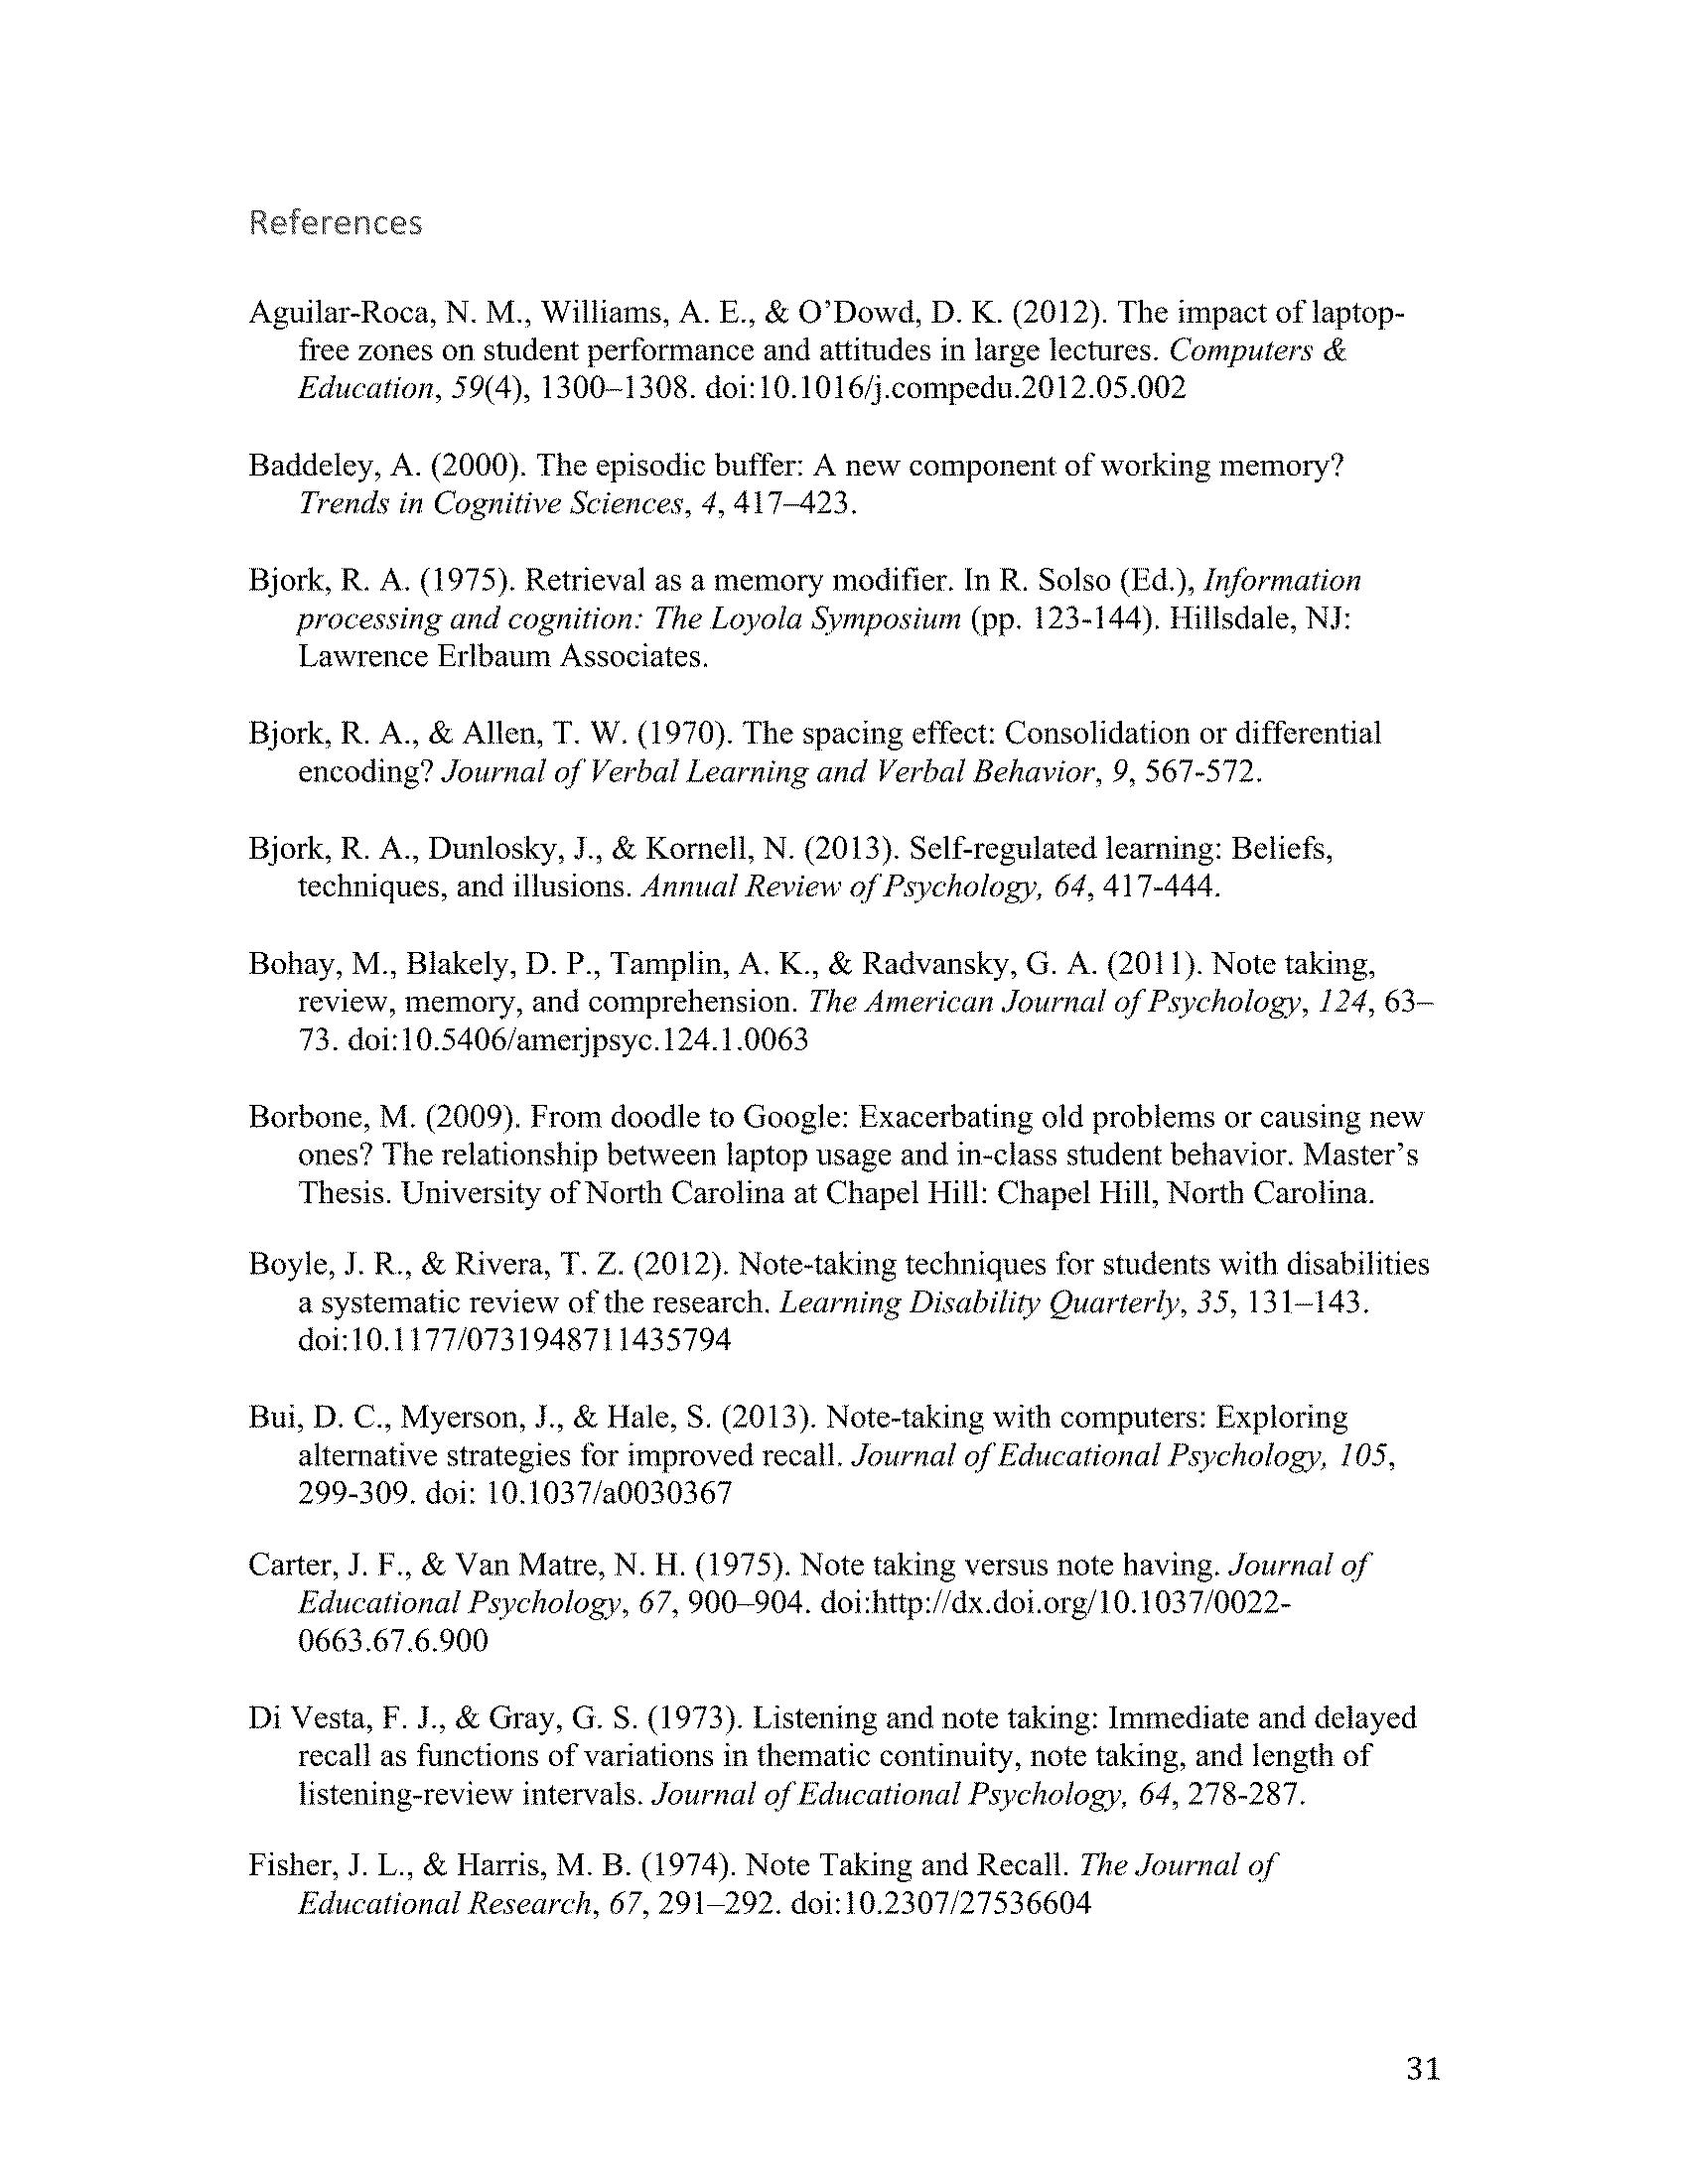 References
Aguilar-Roca, N. M., Williams, A. E., & O’Dowd, D. K. (2012). The impact of laptop-
free zones on student performance and attitudes in large lectures. Computers &
Education, 59(4), 1300–1308. doi:10.1016/j.compedu.2012.05.002
Baddeley, A. (2000). The episodic buffer: A new component of working memory?
Trends in Cognitive Sciences, 4, 417–423.
Bjork, R. A. (1975). Retrieval as a memory modifier. In R. Solso (Ed.), Information
processing and cognition: The Loyola Symposium (pp. 123-144). Hillsdale, NJ:
Lawrence Erlbaum Associates.
Bjork, R. A., & Allen, T. W. (1970). The spacing effect: Consolidation or differential
encoding? Journal of Verbal Learning and Verbal Behavior, 9, 567-572.
Bjork, R. A., Dunlosky, J., & Kornell, N. (2013). Self-regulated learning: Beliefs,
techniques, and illusions. Annual Review of Psychology, 64, 417-444.
Bohay, M., Blakely, D. P., Tamplin, A. K., & Radvansky, G. A. (2011). Note taking,
review, memory, and comprehension. The American Journal of Psychology, 124, 63–
73. doi:10.5406/amerjpsyc.124.1.0063
Borbone, M. (2009). From doodle to Google: Exacerbating old problems or causing new
ones? The relationship between laptop usage and in-class student behavior. Master’s
Thesis. University of North Carolina at Chapel Hill: Chapel Hill, North Carolina.
Boyle, J. R., & Rivera, T. Z. (2012). Note-taking techniques for students with disabilities
a systematic review of the research. Learning Disability Quarterly, 35, 131–143.
doi:10.1177/0731948711435794
Bui, D. C., Myerson, J., & Hale, S. (2013). Note-taking with computers: Exploring
alternative strategies for improved recall. Journal of Educational Psychology, 105,
299-309. doi: 10.1037/a0030367
Carter, J. F., & Van Matre, N. H. (1975). Note taking versus note having. Journal of
Educational Psychology, 67, 900–904. doi:http://dx.doi.org/10.1037/0022-
0663.67.6.900
Di Vesta, F. J., & Gray, G. S. (1973). Listening and note taking: Immediate and delayed
recall as functions of variations in thematic continuity, note taking, and length of
listening-review intervals. Journal of Educational Psychology, 64, 278-287.
Fisher, J. L., & Harris, M. B. (1974). Note Taking and Recall. The Journal of
Educational Research, 67, 291–292. doi:10.2307/27536604
31